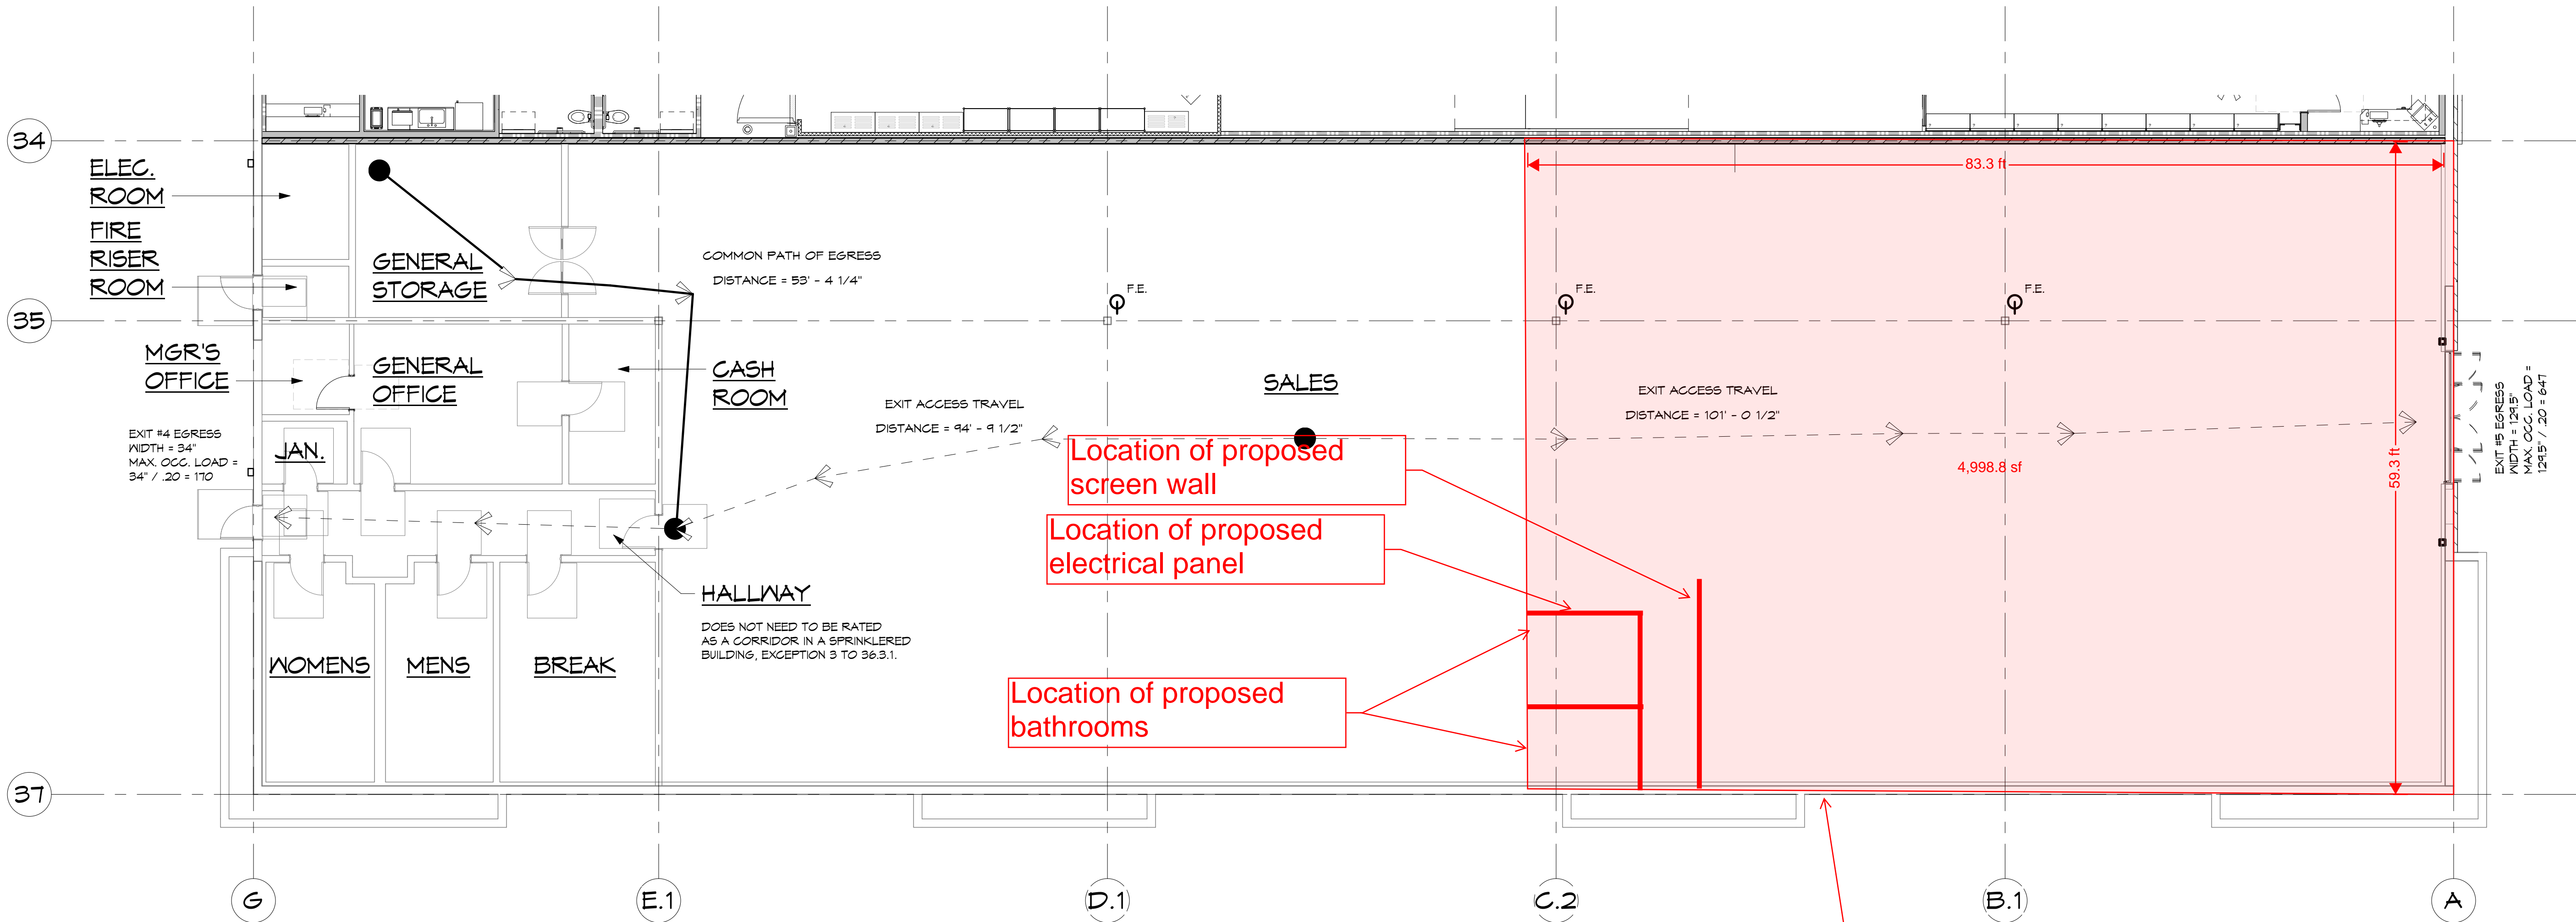 34
35
37
ELEC.
ROOM
FIRE
RISER
ROOM
GENERAL
STORAGE
MGR'S
OFFICE
GENERAL
OFFICE
CASH
ROOM
JAN.
EXIT #4 EGRESS
WIDTH = 34"
MAX. OCC. LOAD =
34" / .20 = 170
COMMON PATH OF EGRESS
DISTANCE = 53' - 4 1/4"
EXIT ACCESS TRAVEL
DISTANCE = 94' - 9 1/2"
F.E.
SALES
F.E.
F.E.
EXIT ACCESS TRAVEL
DISTANCE = 101' - 0 1/2"
83.3 ft
59.3 ft
4,998.8 sf
EXIT #5 EGRESS
WIDTH = 129.5"
MAX. OCC. LOAD =
129.5" / .20 = 647
Location of proposed
screen wall
Location of proposed
electrical panel
Location of proposed
bathrooms
HALLWAY
DOES NOT NEED TO BE RATED
AS A CORRIDOR IN A SPRINKLERED
BUILDING, EXCEPTION 3 TO 36.3.1.
WOMENS
MENS
BREAK
G
E.1
D.1
C.2
B.1
A